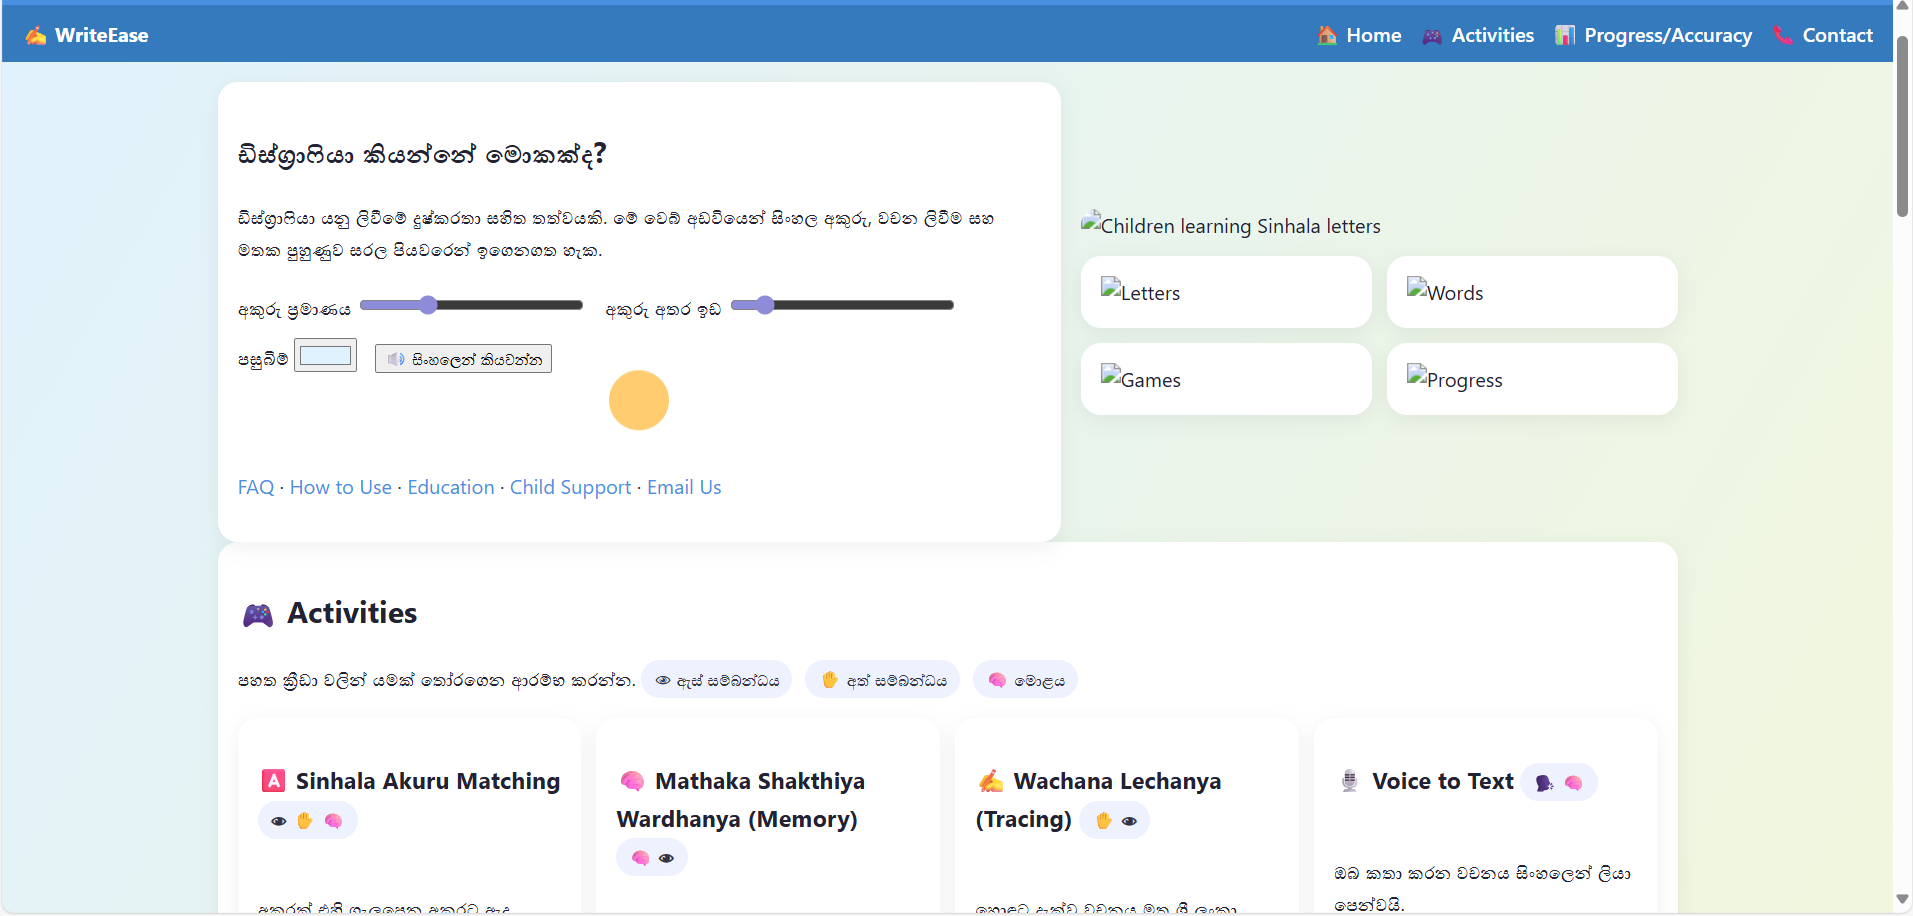 ✍️ WriteEase
🏠 Home 🎮 Activities 📊 Progress/Accuracy 📞 Contact
ඩිස්ග්‍රාෆියා කියන්නේ මොකක්ද?
ඩිස්ග්‍රාෆියා යනු ලිවීමේ දුෂ්කරතා සහිත තත්වයකි. මේ වෙබ් අඩවියෙන් සිංහල අකුරු, වචන ලිවීම සහ
මතක පුහුණුව සරල පියවරෙන් ඉගෙනගත හැක.
අකුරු ප්‍රමාණය අකුරු අතර ඉඩ
පසුබිම 🔊 සිංහලෙන් කියවන්න
FAQ · How to Use · Education · Child Support · Email Us
Children learning Sinhala letters
Letters Words
Games Progress
🎮 Activities
පහත ක්‍රීඩා වලින් යමක් තෝරගෙන ආරම්භ කරන්න. 👁 ඇස් සම්බන්ධය ✋ අත් සම්බන්ධය 🧠 මොළය
🅰 Sinhala Akuru Matching
👁 ✋ 🧠
🧠 Mathaka Shakthiya
Wardhanya (Memory)
🧠 👁
✍️ Wachana Lechanya
(Tracing) ✋ 👁
🎙 Voice to Text 🗣 🧠
ඔබ කතා කරන වචනය සිංහලෙන් ලියා
පෙන්වයි.